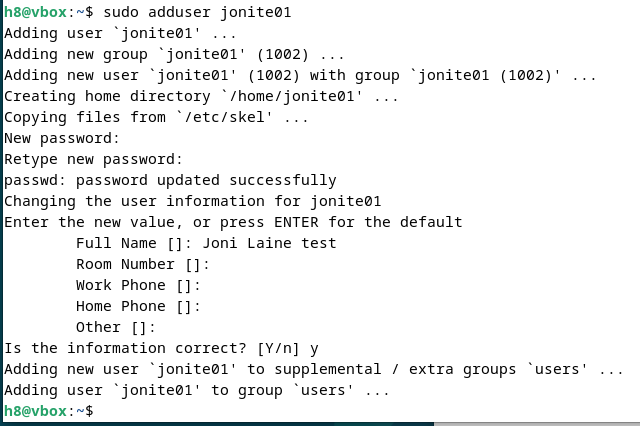 h8@vbox:~$ sudo adduser jonite01
Adding user `jonite01' ...
Adding new group `jonite01' (1002) ...
Adding new user `jonite01' (1002) with group `jonite01 (1002)' ...
Creating home directory `/home/jonite01' ...
Copying files from `/etc/skel' ...
New password:
Retype new password:
passwd: password updated successfully
Changing the user information for jonite01
Enter the new value, or press ENTER for the default
        Full Name []: Joni Laine test
        Room Number []:
        Work Phone []:
        Home Phone []:
        Other []:
Is the information correct? [Y/n] y
Adding new user `jonite01' to supplemental / extra groups `users' ...
Adding user `jonite01' to group `users' ...
h8@vbox:~$